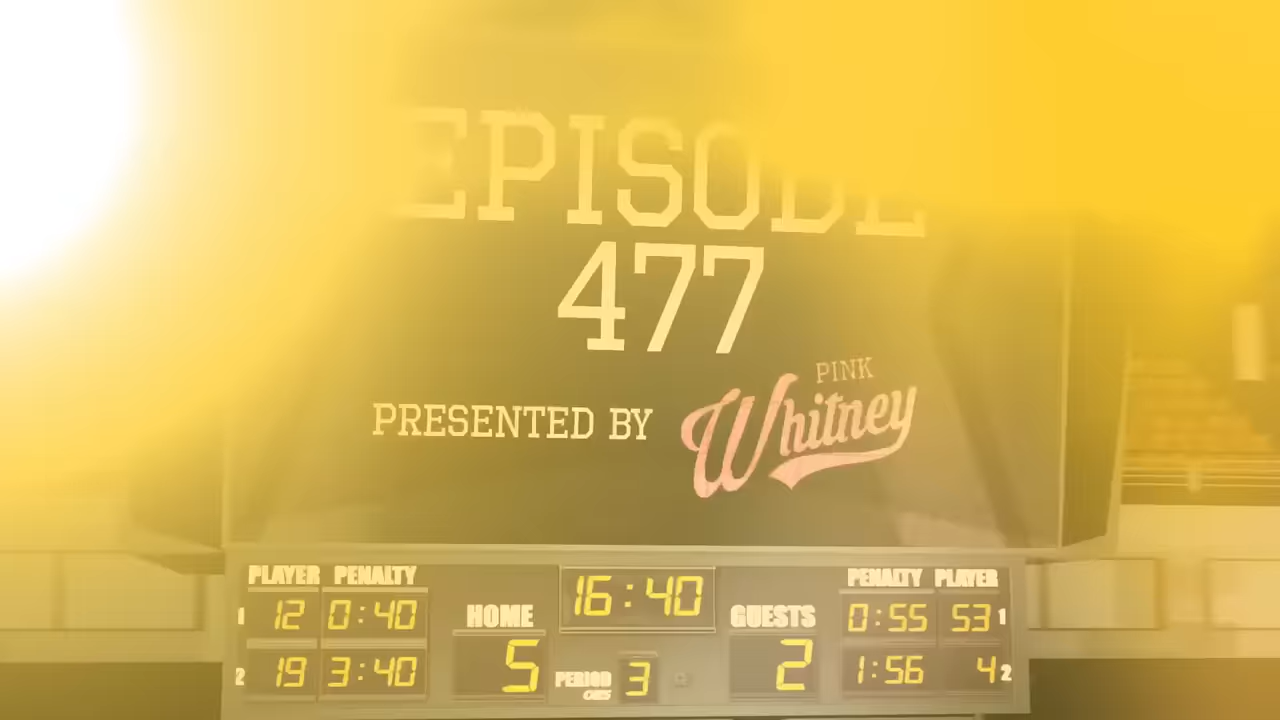 EPISODE
477
PRESENTED BY PINK Whitney
PLAYER PENALTY
16:40
PENALTY PLAYER
1 12 0:40
HOME
GUESTS
0:55 53 1
2 19 3:40
5
PERIOD 3
2
1:56 4 2